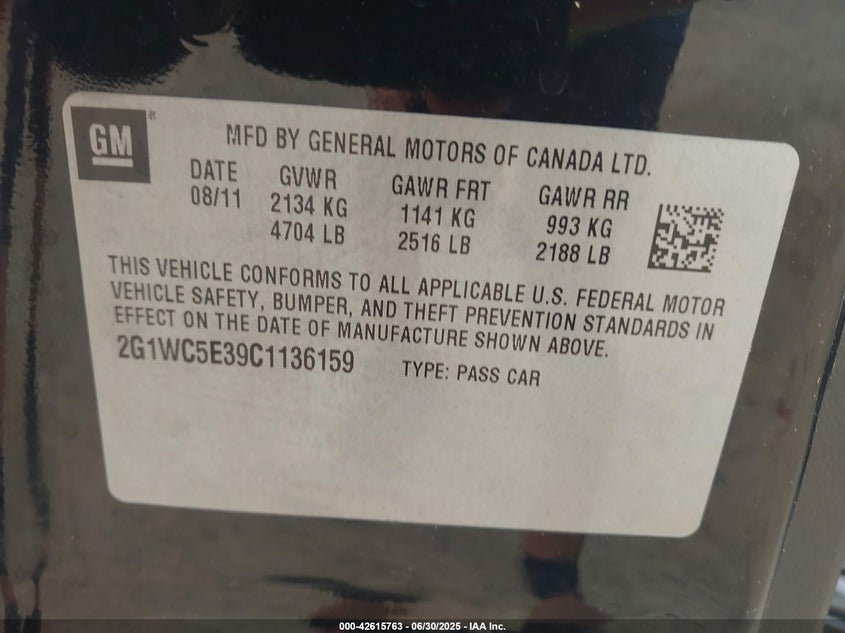 GM
MFD BY GENERAL MOTORS OF CANADA LTD.
DATE GVWR GAWR FRT GAWR RR
08/11 2134 KG 1141 KG 993 KG
4704 LB 2516 LB 2188 LB
THIS VEHICLE CONFORMS TO ALL APPLICABLE U.S. FEDERAL MOTOR
VEHICLE SAFETY, BUMPER, AND THEFT PREVENTION STANDARDS IN
EFFECT ON THE DATE OF MANUFACTURE SHOWN ABOVE.
2G1WC5E39C1136159 TYPE: PASS CAR
000-42615763 - 06/30/2025 - IAA Inc.